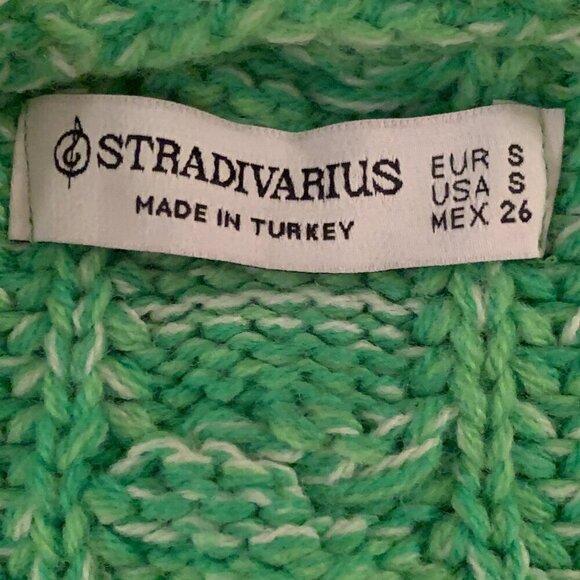 STRADIVARIUS
MADE IN TURKEY
EUR S
USA S
MEX 26